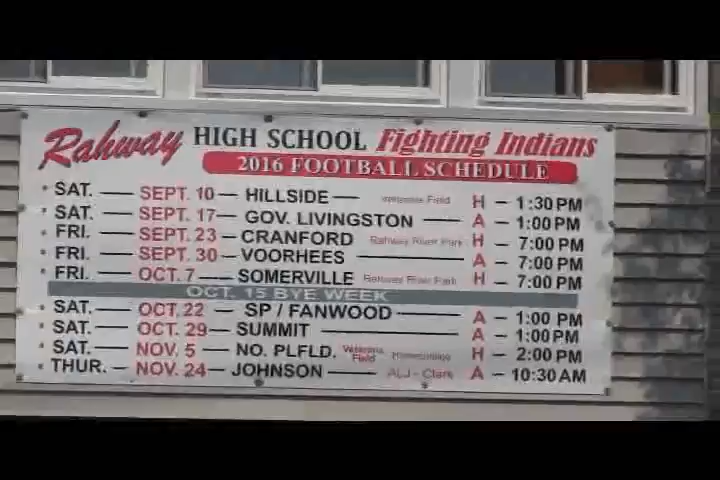 Rahway HIGH SCHOOL Fighting Indians
2016 FOOTBALL SCHEDULE
SAT. — SEPT. 10 — HILLSIDE — Veterans Field H — 1:30 PM
SAT. — SEPT. 17 — GOV. LIVINGSTON — A — 1:00 PM
FRI. — SEPT. 23 — CRANFORD Rahway River Park H — 7:00 PM
FRI. — SEPT. 30 — VOORHEES — A — 7:00 PM
FRI. — OCT. 7 — SOMERVILLE Rahway River Park H — 7:00 PM
OCT. 15 BYE WEEK
SAT. — OCT. 22 — SP / FANWOOD — A — 1:00 PM
SAT. — OCT. 29 — SUMMIT — A — 1:00 PM
SAT. — NOV. 5 — NO. PLFLD. Veterans Field Homecoming H — 2:00 PM
THUR. — NOV. 24 — JOHNSON — ALJ - Clark A — 10:30 AM